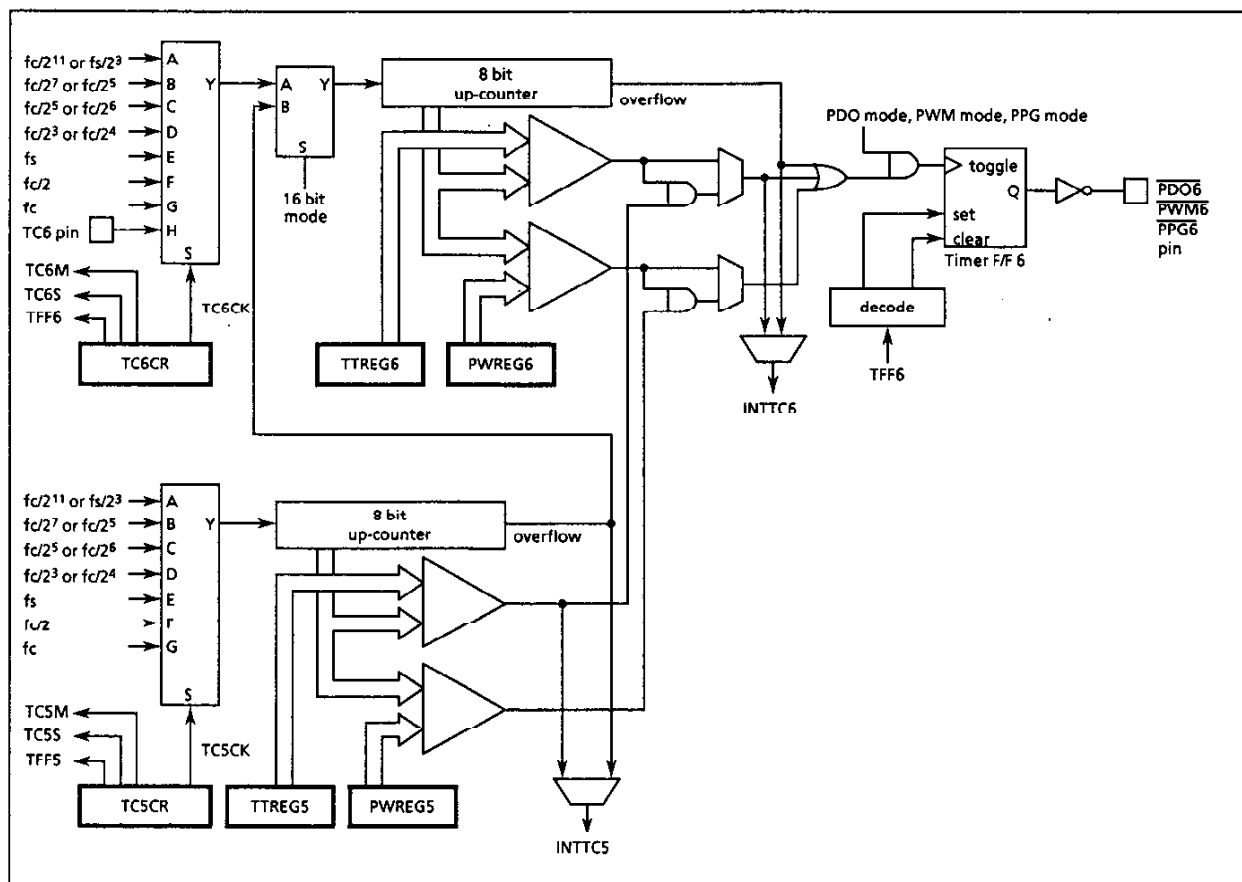 fc/2¹¹ or fs/2³ A
fc/2⁷ or fc/2⁵ B Y
fc/2⁵ or fc/2⁶ C
fc/2³ or fc/2⁴ D
fs E
fc/2 F
fc G
TC6 pin H
S
TC6M
TC6S
TFF6
TC6CK
TC6CR
A Y
B
S
16 bit
mode
8 bit
up-counter
overflow
TTREG6
PWREG6
PDO mode, PWM mode, PPG mode
toggle
Q
set
clear
Timer F/F 6
decode
TFF6
INTTC6
PDO6
PWM6
PPG6
pin
fc/2¹¹ or fs/2³ A
fc/2⁷ or fc/2⁵ B Y
fc/2⁵ or fc/2⁶ C
fc/2³ or fc/2⁴ D
fs E
F
fc G
S
TC5M
TC5S
TFF5
TC5CK
TC5CR
8 bit
up-counter
overflow
TTREG5
PWREG5
INTTC5